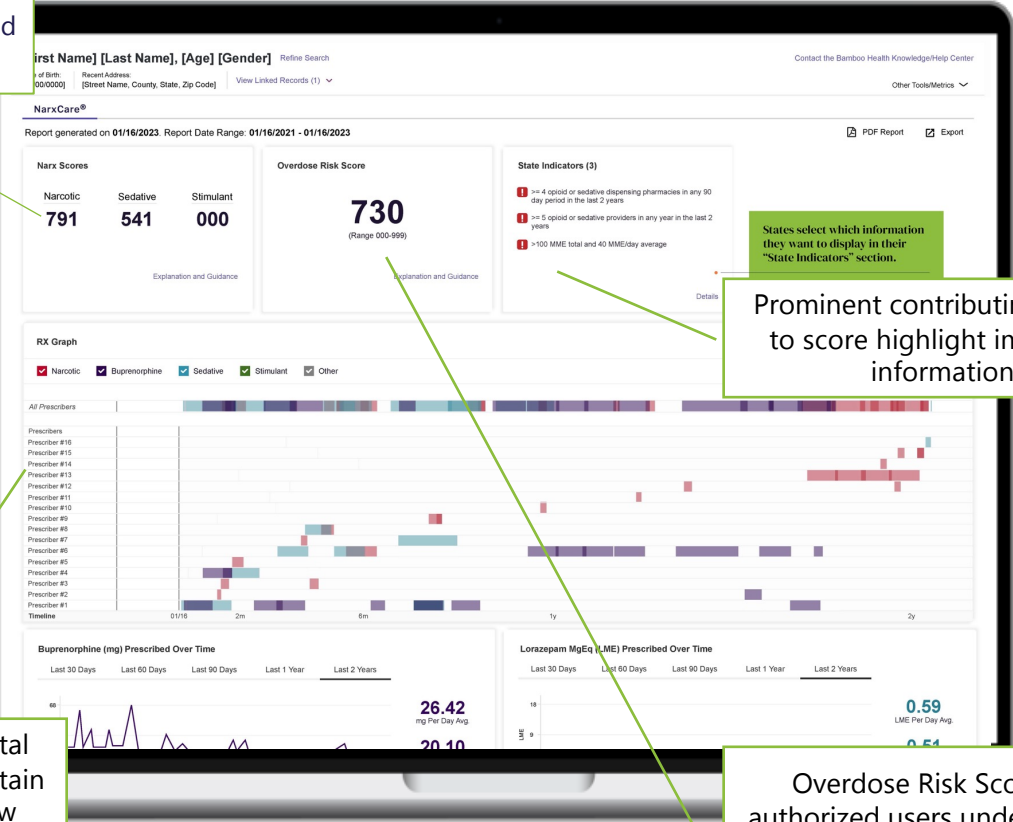 d
irst Name] [Last Name], [Age] [Gender] Refine Search
Contact the Bamboo Health Knowledge/Help Center
of Birth: Recent Address:
00/0000] [Street Name, County, State, Zip Code] View Linked Records (1)
Other Tools/Metrics
NarxCare®
Report generated on 01/16/2023. Report Date Range: 01/16/2021 - 01/16/2023
PDF Report Export
Narx Scores
Narcotic Sedative Stimulant
791 541 000
Explanation and Guidance
Overdose Risk Score
730
(Range 000-999)
Explanation and Guidance
State Indicators (3)
>= 4 opioid or sedative dispensing pharmacies in any 90
day period in the last 2 years
>= 5 opioid or sedative providers in any year in the last 2
years
>100 MME total and 40 MME/day average
Details
States select which information
they want to display in their
"State Indicators" section.
Prominent contributin
to score highlight im
information
RX Graph
Narcotic Buprenorphine Sedative Stimulant Other
All Prescribers
Prescribers
Prescriber #16
Prescriber #15
Prescriber #14
Prescriber #13
Prescriber #12
Prescriber #11
Prescriber #10
Prescriber #9
Prescriber #8
Prescriber #7
Prescriber #6
Prescriber #5
Prescriber #4
Prescriber #3
Prescriber #2
Prescriber #1
Timeline 01/16 2m 6m 1y 2y
Buprenorphine (mg) Prescribed Over Time
Last 30 Days Last 60 Days Last 90 Days Last 1 Year Last 2 Years
60
26.42
mg Per Day Avg.
20.10
Lorazepam MgEq (LME) Prescribed Over Time
Last 30 Days Last 60 Days Last 90 Days Last 1 Year Last 2 Years
18
LME
9
0.59
LME Per Day Avg.
0.51
tal
tain
w
Overdose Risk Sco
authorized users unde